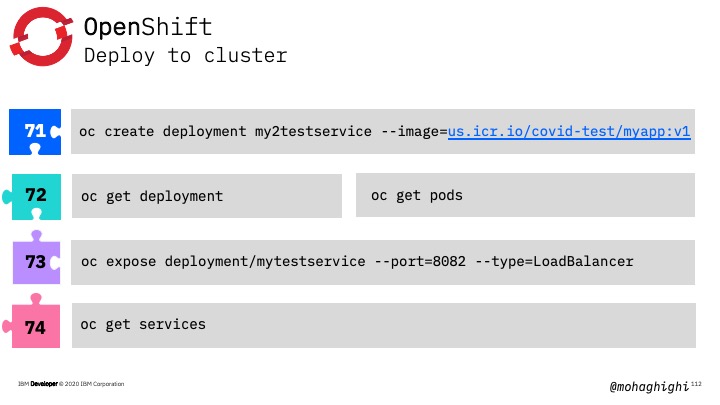 OpenShift
Deploy to cluster
71
oc create deployment my2testservice --image=us.icr.io/covid-test/myapp:v1
72
oc get deployment
oc get pods
73
oc expose deployment/mytestservice --port=8082 --type=LoadBalancer
74
oc get services
IBM Developer © 2020 IBM Corporation
@mohaghighi 112